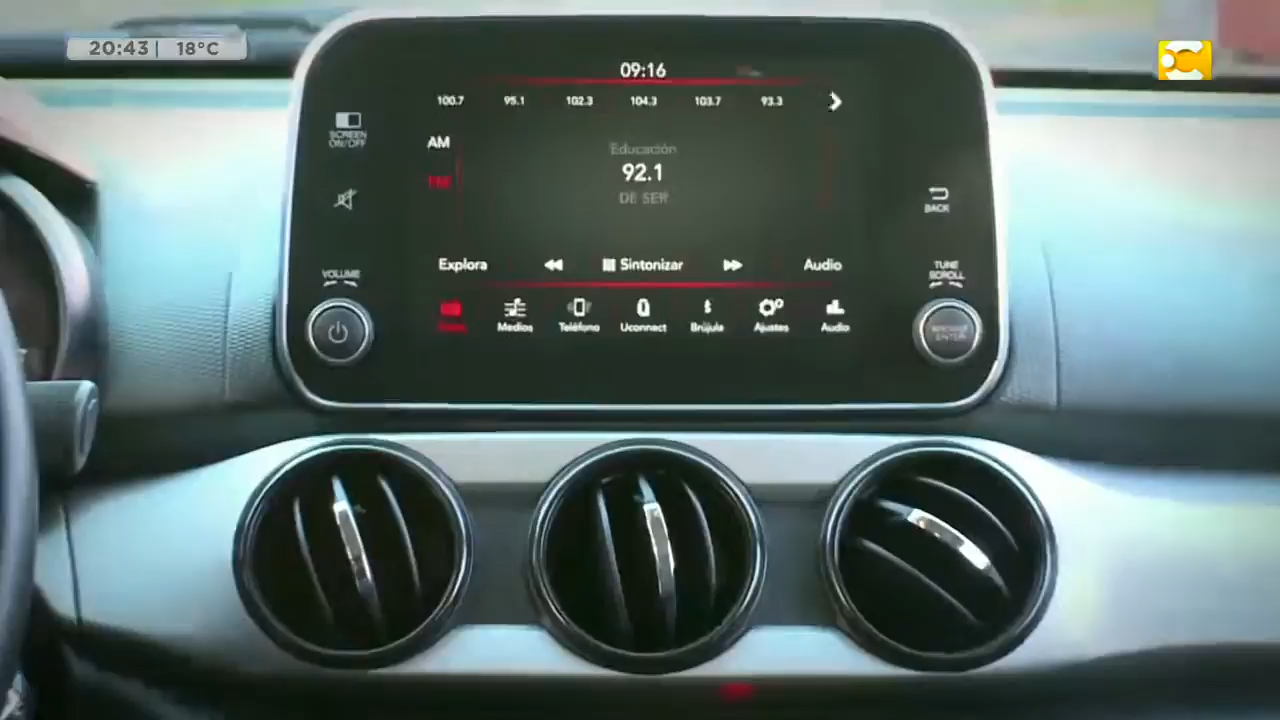 20:43| 18°C
09:16
100.7 95.1 102.3 104.3 103.7 93.3
SCREEN
ON/OFF
AM
FM
Educación
92.1
DE SER
BACK
Explora Sintonizar Audio
VOLUME
TUNE
SCROLL
Medios Teléfono Uconnect Brújula Ajustes Audio
ENTER